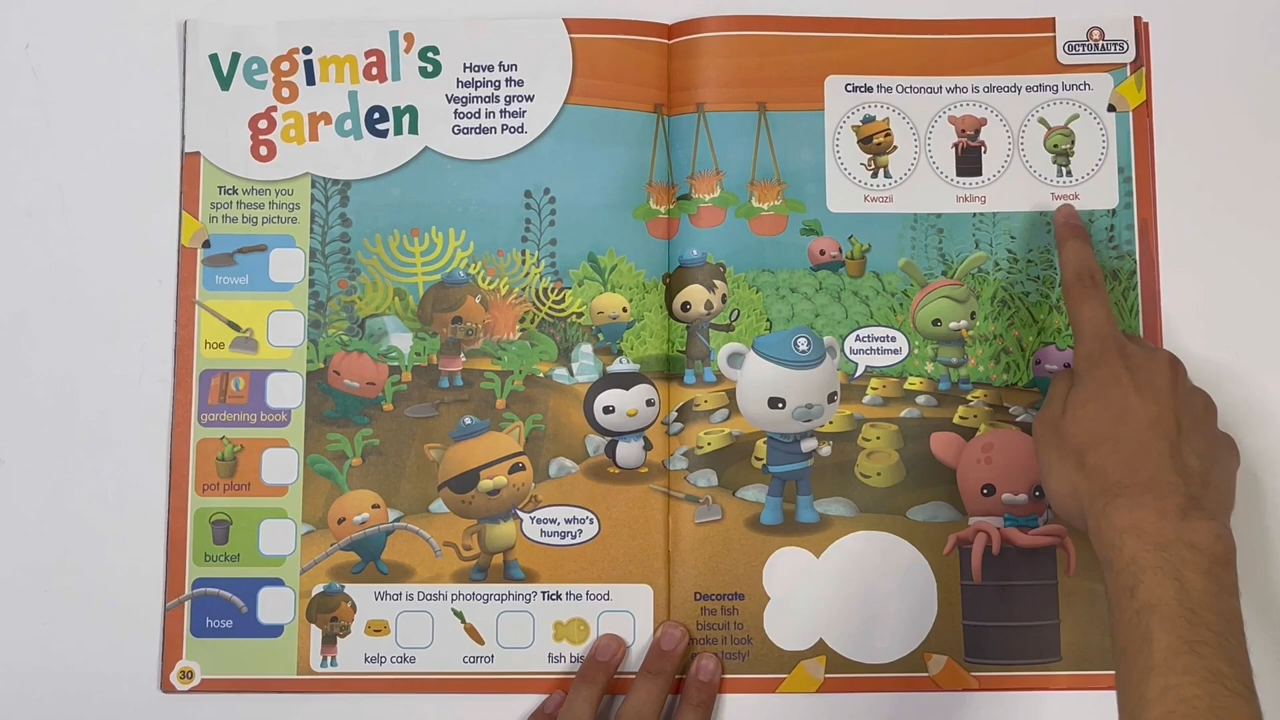 Vegimal's
garden
Have fun
helping the
Vegimals grow
food in their
Garden Pod.
OCTONAUTS
Circle the Octonaut who is already eating lunch.
Kwazii
Inkling
Tweak
Tick when you
spot these things
in the big picture.
trowel
hoe
gardening book
pot plant
bucket
hose
Activate
lunchtime!
Yeow, who's
hungry?
What is Dashi photographing? Tick the food.
kelp cake
carrot
fish
Decorate
the fish
biscuit to
make it look
tasty!
30